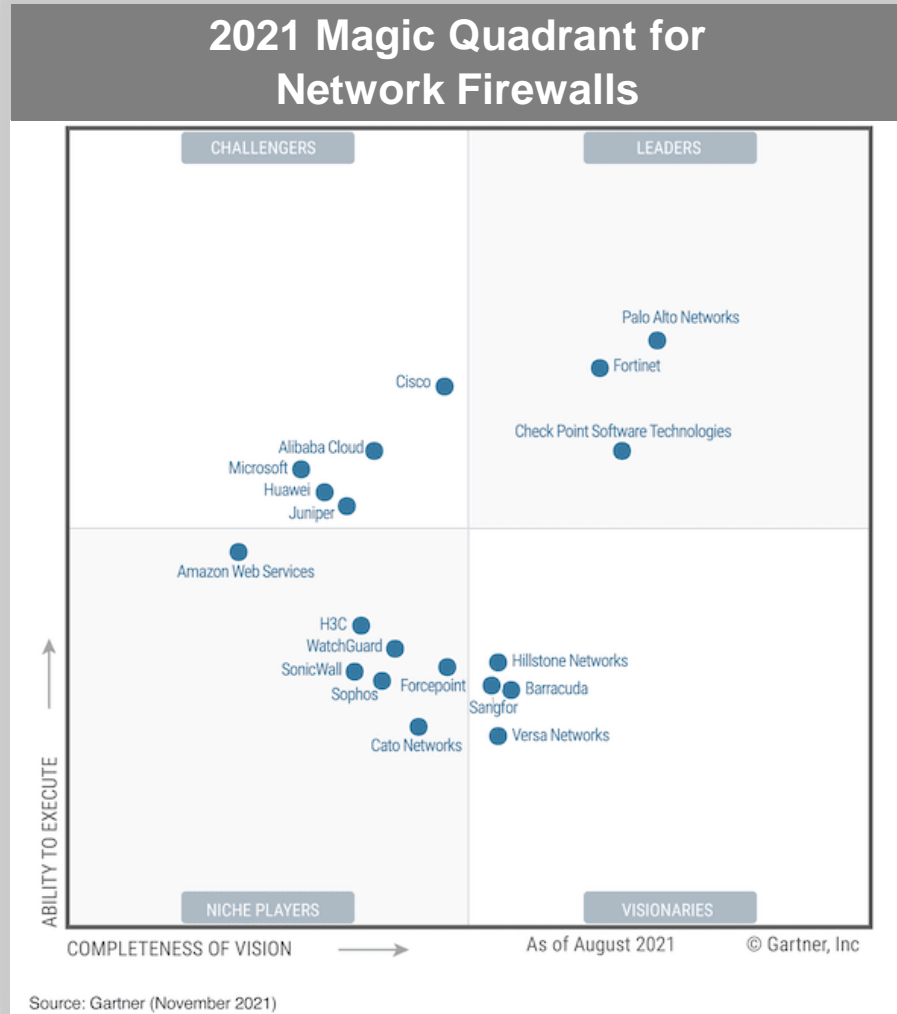 2021 Magic Quadrant for
Network Firewalls
CHALLENGERS
LEADERS
Palo Alto Networks
Fortinet
Cisco
Check Point Software Technologies
Alibaba Cloud
Microsoft
Huawei
Juniper
Amazon Web Services
H3C
WatchGuard
SonicWall
Sophos
Forcepoint
Cato Networks
Hillstone Networks
Barracuda
Sangfor
Versa Networks
ABILITY TO EXECUTE
NICHE PLAYERS
VISIONARIES
COMPLETENESS OF VISION
As of August 2021
© Gartner, Inc
Source: Gartner (November 2021)